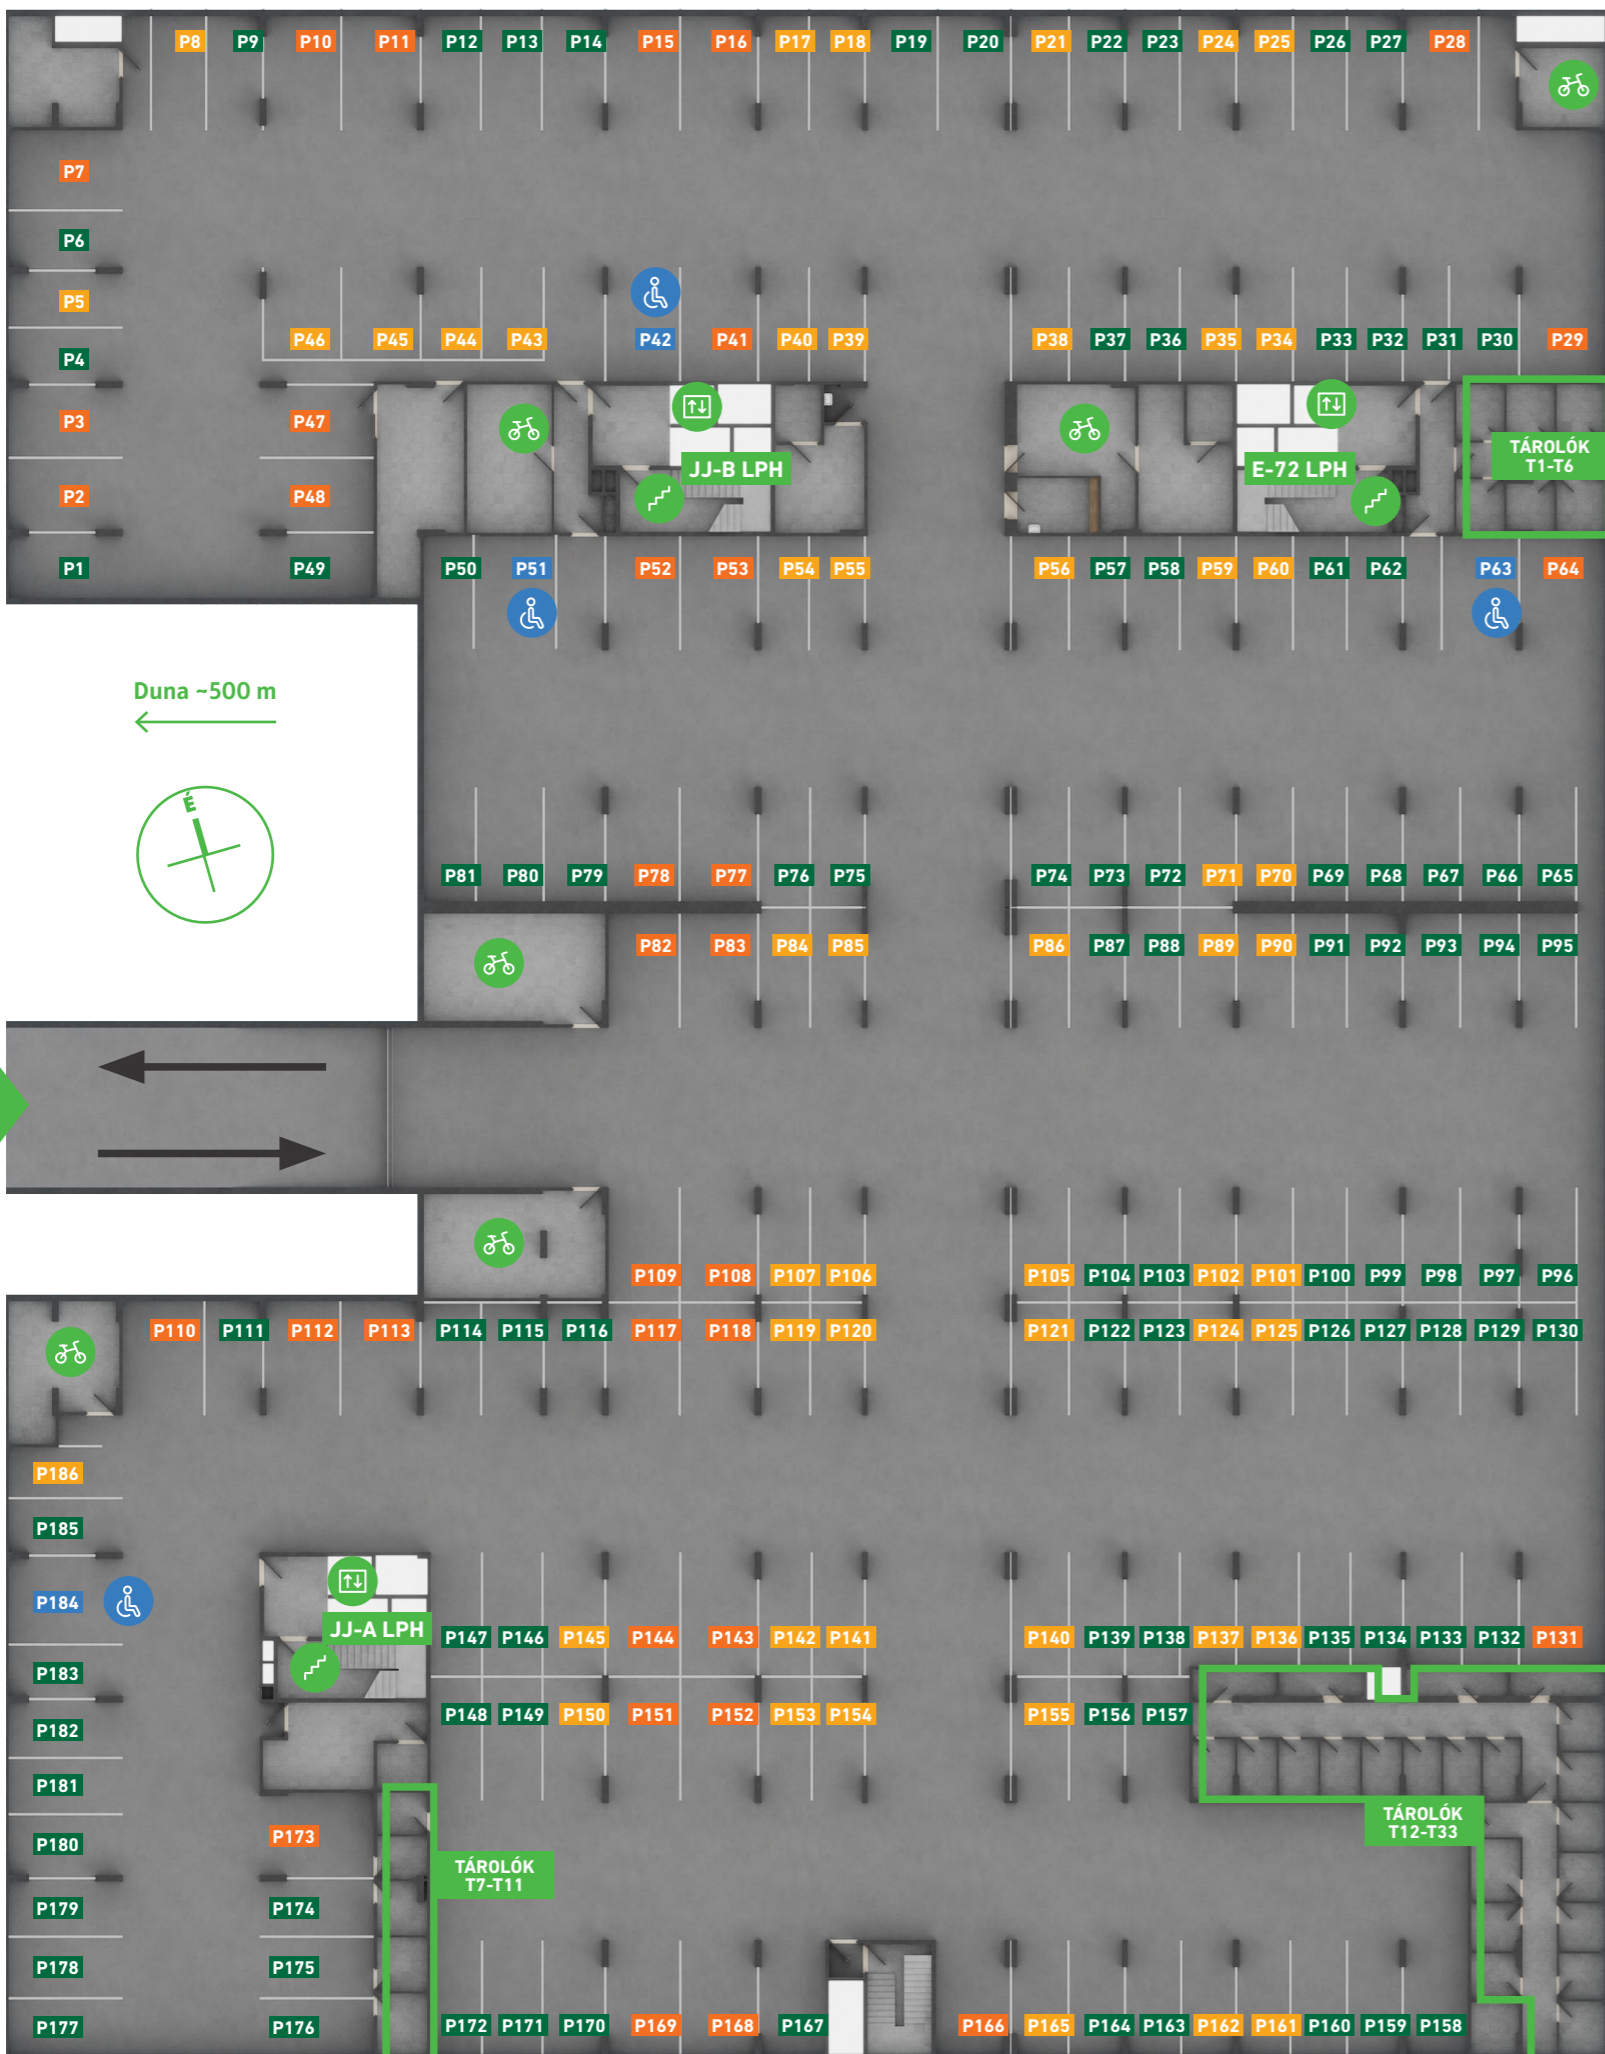 P8 P9 P10 P11 P12 P13 P14 P15 P16 P17 P18 P19 P20 P21 P22 P23 P24 P25 P26 P27 P28
P7
P6
P5
P4
P46 P45 P44 P43 P42 P41 P40 P39 P38 P37 P36 P35 P34 P33 P32 P31 P30 P29
P3 P47
P2 P48
JJ-B LPH E-72 LPH
TÁROLÓK
T1-T6
P1 P49 P50 P51 P52 P53 P54 P55 P56 P57 P58 P59 P60 P61 P62 P63 P64
Duna ~500 m
É
P81 P80 P79 P78 P77 P76 P75 P74 P73 P72 P71 P70 P69 P68 P67 P66 P65
P82 P83 P84 P85 P86 P87 P88 P89 P90 P91 P92 P93 P94 P95
P109 P108 P107 P106 P105 P104 P103 P102 P101 P100 P99 P98 P97 P96
P110 P111 P112 P113 P114 P115 P116 P117 P118 P119 P120 P121 P122 P123 P124 P125 P126 P127 P128 P129 P130
P186
P185
P184
JJ-A LPH
P147 P146 P145 P144 P143 P142 P141 P140 P139 P138 P137 P136 P135 P134 P133 P132 P131
P183
P148 P149 P150 P151 P152 P153 P154 P155 P156 P157
P182
P181
P180 P173
TÁROLÓK
T12-T33
TÁROLÓK
T7-T11
P179 P174
P178 P175
P177 P176 P172 P171 P170 P169 P168 P167 P166 P165 P164 P163 P162 P161 P160 P159 P158